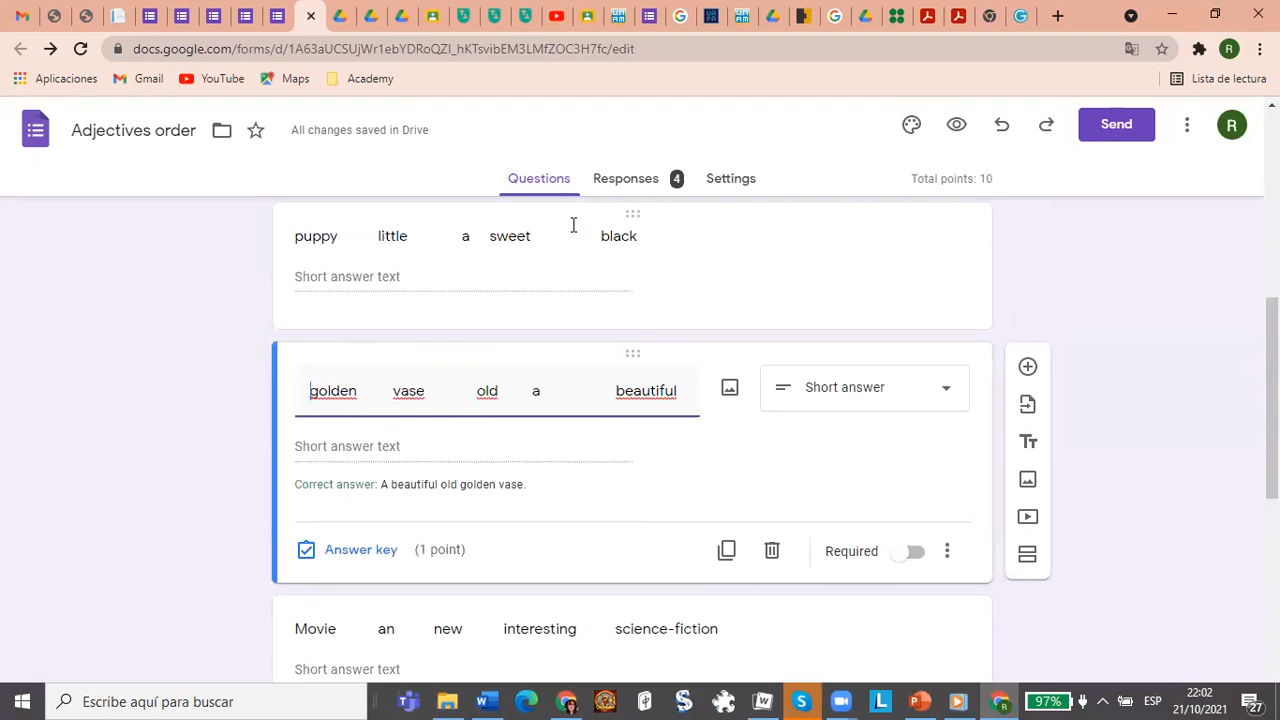 docs.google.com/forms/d/1A63aUCSUjWr1ebYDRoQZI_hKTsvibEM3LMfZOC3H7fc/edit
R
Aplicaciones Gmail YouTube Maps Academy Lista de lectura
Adjectives order All changes saved in Drive Send R
Questions Responses 4 Settings Total points: 10
puppy little a sweet black
Short answer text
golden vase old a beautiful Short answer
Short answer text
Correct answer: A beautiful old golden vase.
Answer key (1 point) Required
Movie an new interesting science-fiction
Short answer text
Escribe aquí para buscar 97% ESP 22:02
21/10/2021 27